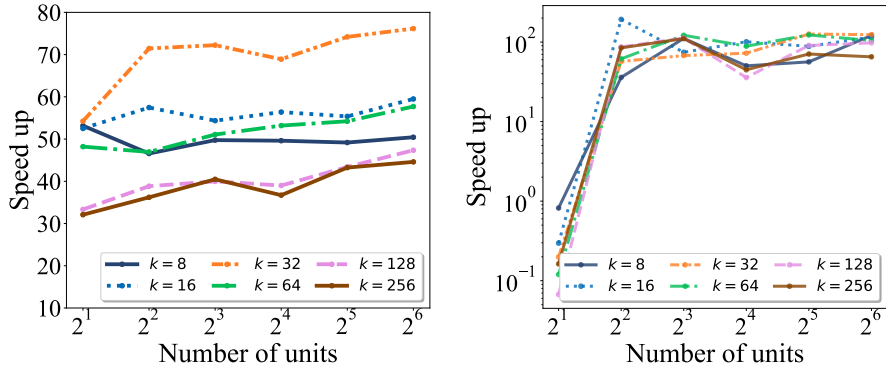 80
70
60
50
40
30
20
10
Speed up
k = 8
k = 16
k = 32
k = 64
k = 128
k = 256
2^1
2^2
2^3
2^4
2^5
2^6
Number of units
10^2
10^1
10^0
10^−1
Speed up
k = 8
k = 16
k = 32
k = 64
k = 128
k = 256
2^1
2^2
2^3
2^4
2^5
2^6
Number of units